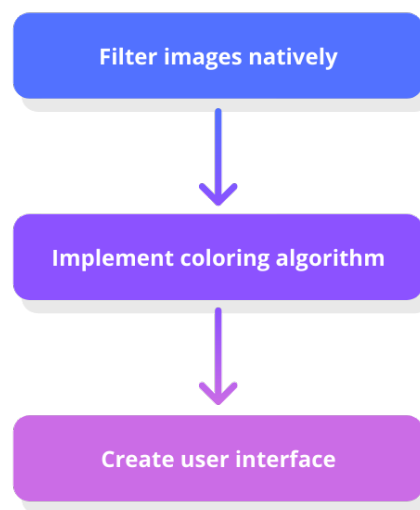 Filter images natively
Implement coloring algorithm
Create user interface